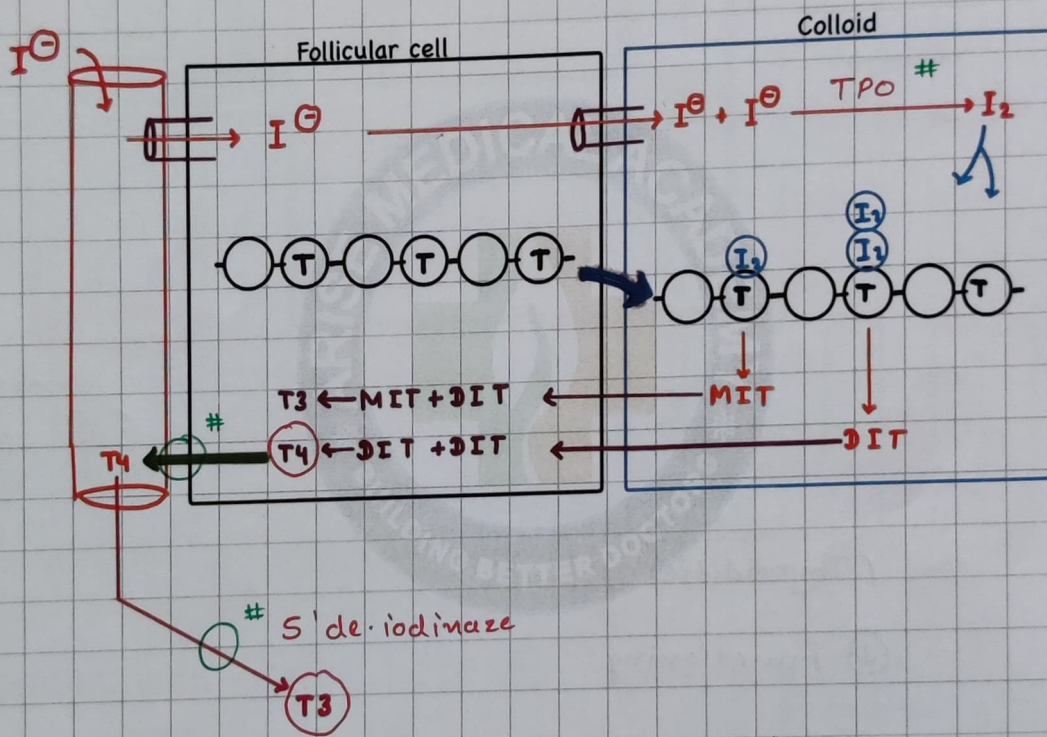 Colloid
Follicular cell
I⊖
I⊖
I⊖ + I⊖
TPO #
I2
I2
I2
I2
T T T
T T T
T3 ← MIT + DIT
MIT
#
T4
T4 ← DIT + DIT
DIT
# 5'de.iodinaze
T3